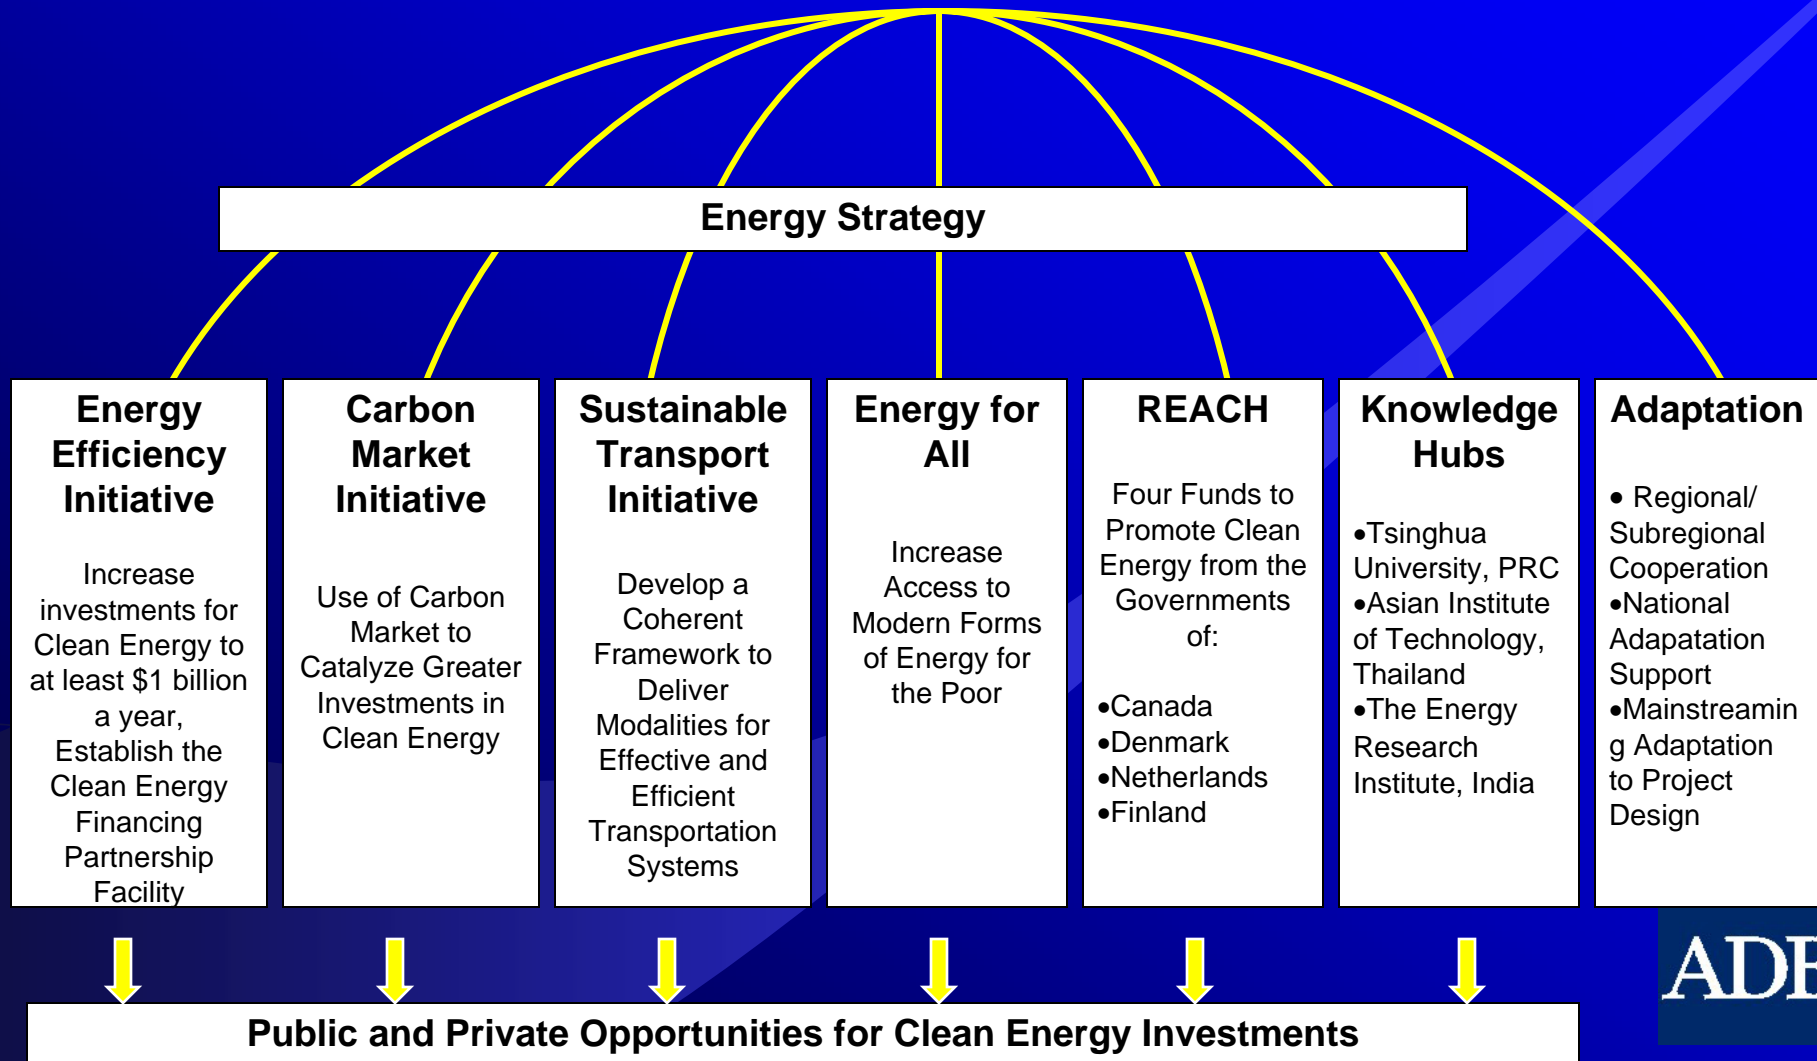 Energy Strategy
Energy
Efficiency
Initiative
Increase
investments for
Clean Energy to
at least $1 billion
a year,
Establish the
Clean Energy
Financing
Partnership
Facility
Carbon
Market
Initiative
Use of Carbon
Market to
Catalyze Greater
Investments in
Clean Energy
Sustainable
Transport
Initiative
Develop a
Coherent
Framework to
Deliver
Modalities for
Effective and
Efficient
Transportation
Systems
Energy for
All
Increase
Access to
Modern Forms
of Energy for
the Poor
REACH
Four Funds to
Promote Clean
Energy from the
Governments
of:
•Canada
•Denmark
•Netherlands
•Finland
Knowledge
Hubs
•Tsinghua
University, PRC
•Asian Institute
of Technology,
Thailand
•The Energy
Research
Institute, India
Adaptation
• Regional/
Subregional
Cooperation
•National
Adapatation
Support
•Mainstreamin
g Adaptation
to Project
Design
ADB
Public and Private Opportunities for Clean Energy Investments